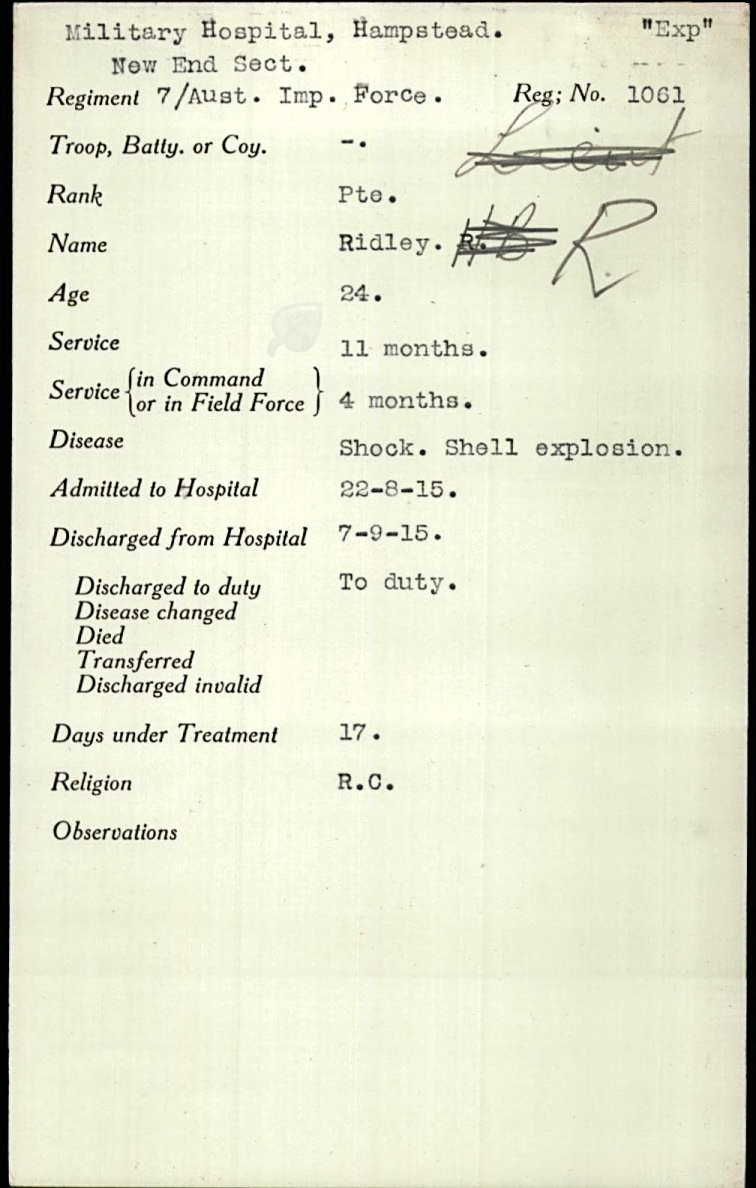 Military Hospital, Hampstead. "Exp"
New End Sect.
Regiment 7/Aust. Imp. Force. Reg; No. 1061
Troop, Batty. or Coy. -.
Rank Pte.
Name Ridley. R. HB R.
Age 24.
Service 11 months.
Service {in Command or in Field Force} 4 months.
Disease Shock. Shell explosion.
Admitted to Hospital 22-8-15.
Discharged from Hospital 7-9-15.
Discharged to duty To duty.
Disease changed
Died
Transferred
Discharged invalid
Days under Treatment 17.
Religion R.C.
Observations